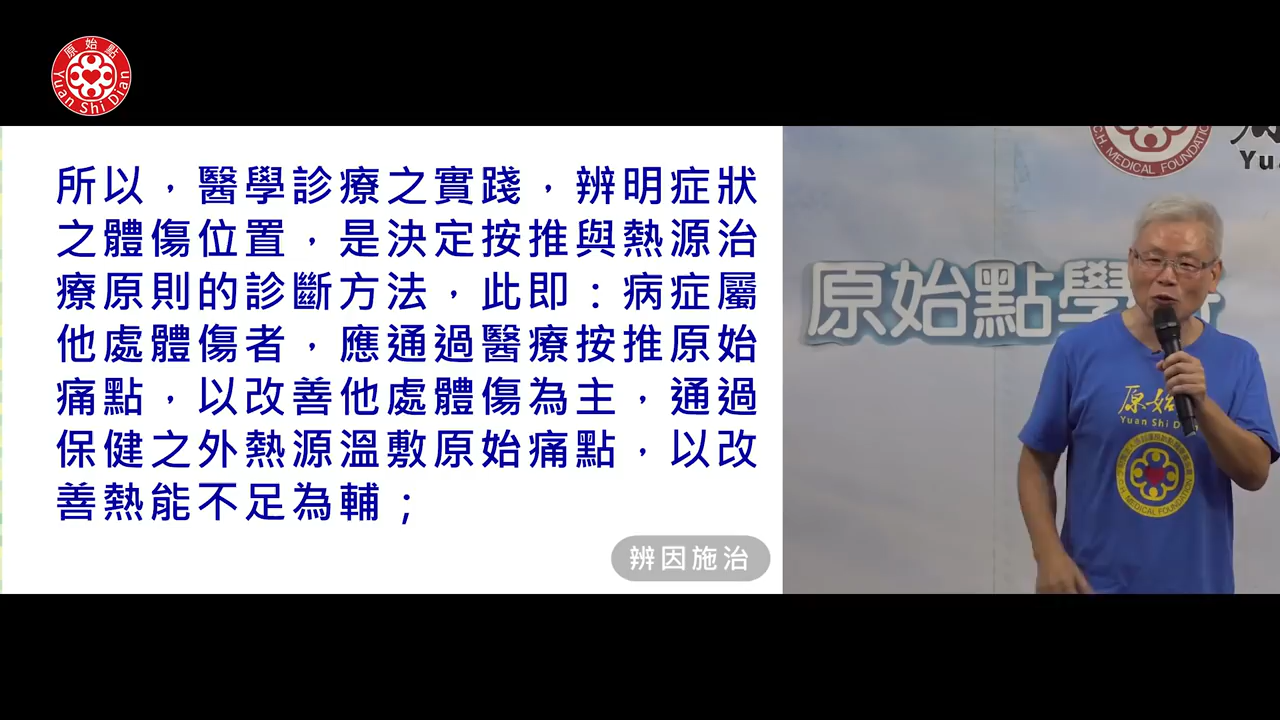 原始點
Yuan Shi Dian
所以，醫學診療之實踐，辨明症狀
之體傷位置，是決定按推與熱源治
療原則的診斷方法，此即：病症屬
他處體傷者，應通過醫療按推原始
痛點，以改善他處體傷為主，通過
保健之外熱源溫敷原始痛點，以改
善熱能不足為輔；
辨因施治
C.H. MEDICAL FOUNDATION
Yu
原始點學
原始
Yuan Shi D
C.H. MEDICAL FOUNDATION